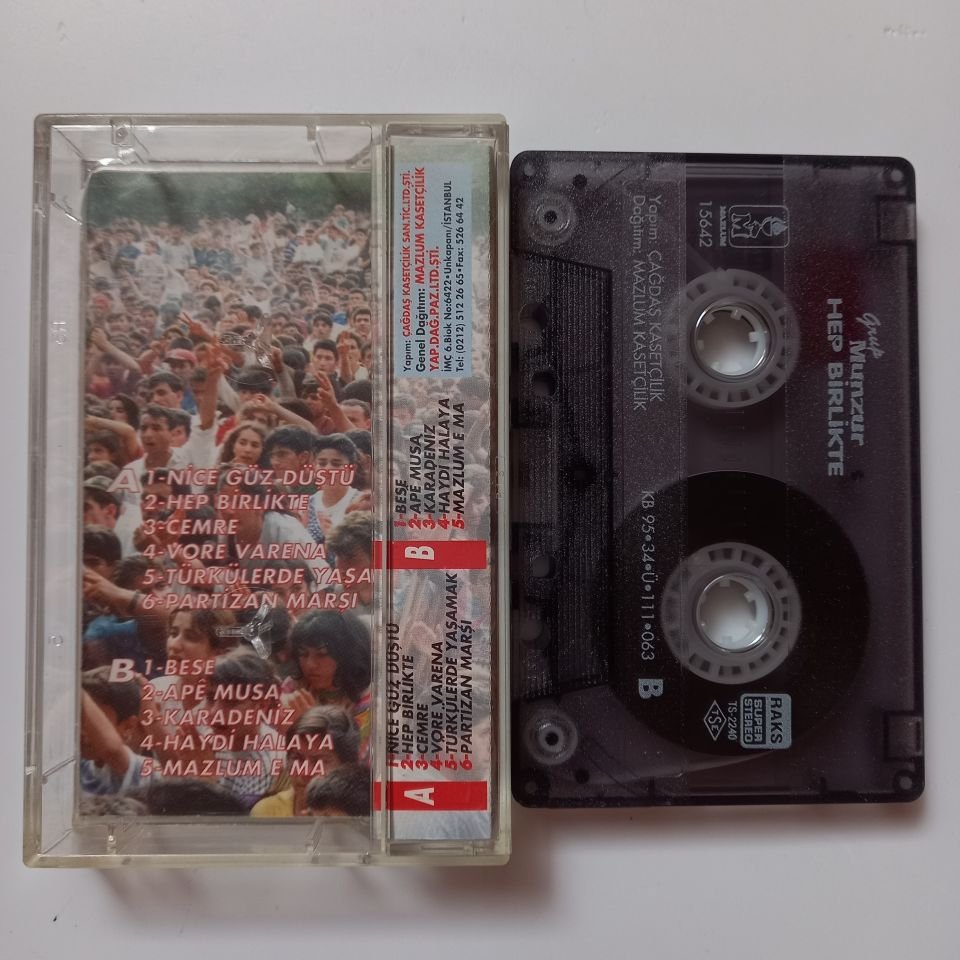 A
1-NİCE GÜZ DÜŞTÜ
2-HEP BİRLİKTE
3-CEMRE
4-VORE VARENA
5-TÜRKÜLERDE YAŞA
6-PARTİZAN MARŞI
B
1-BESE
2-APÊ MUSA
3-KARADENİZ
4-HAYDİ HALAYA
5-MAZLUM E MA
A
1-NİCE GÜZ DÜŞTÜ
2-HEP BİRLİKTE
3-CEMRE
4-VORE VARENA
5-TÜRKÜLERDE YAŞAMAK
6-PARTİZAN MARŞI
B
1-BESE
2-APE MUSA
3-KARADENİZ
4-HAYDİ HALAYA
5-MAZLUM E MA
Yapım: ÇAĞDAŞ KASETÇİLİK SAN.TİC.LTD.ŞTİ.
Genel Dağıtım: MAZLUM KASETÇİLİK
YAP.DAĞ.PAZ.LTD.ŞTİ.
İMÇ 6.Blok No:6422•Unkapanı/İSTANBUL
Tel: (0212) 512 26 65•Fax: 526 64 42
15642
Yapım: ÇAĞDAŞ KASETÇİLİK
Dağıtım: MAZLUM KASETÇİLİK
grup
Munzur
HEP BİRLİKTE
KB 95•34•Ü•111•063
B
RAKS
SUPER
STEREO
TS-2240
TSE